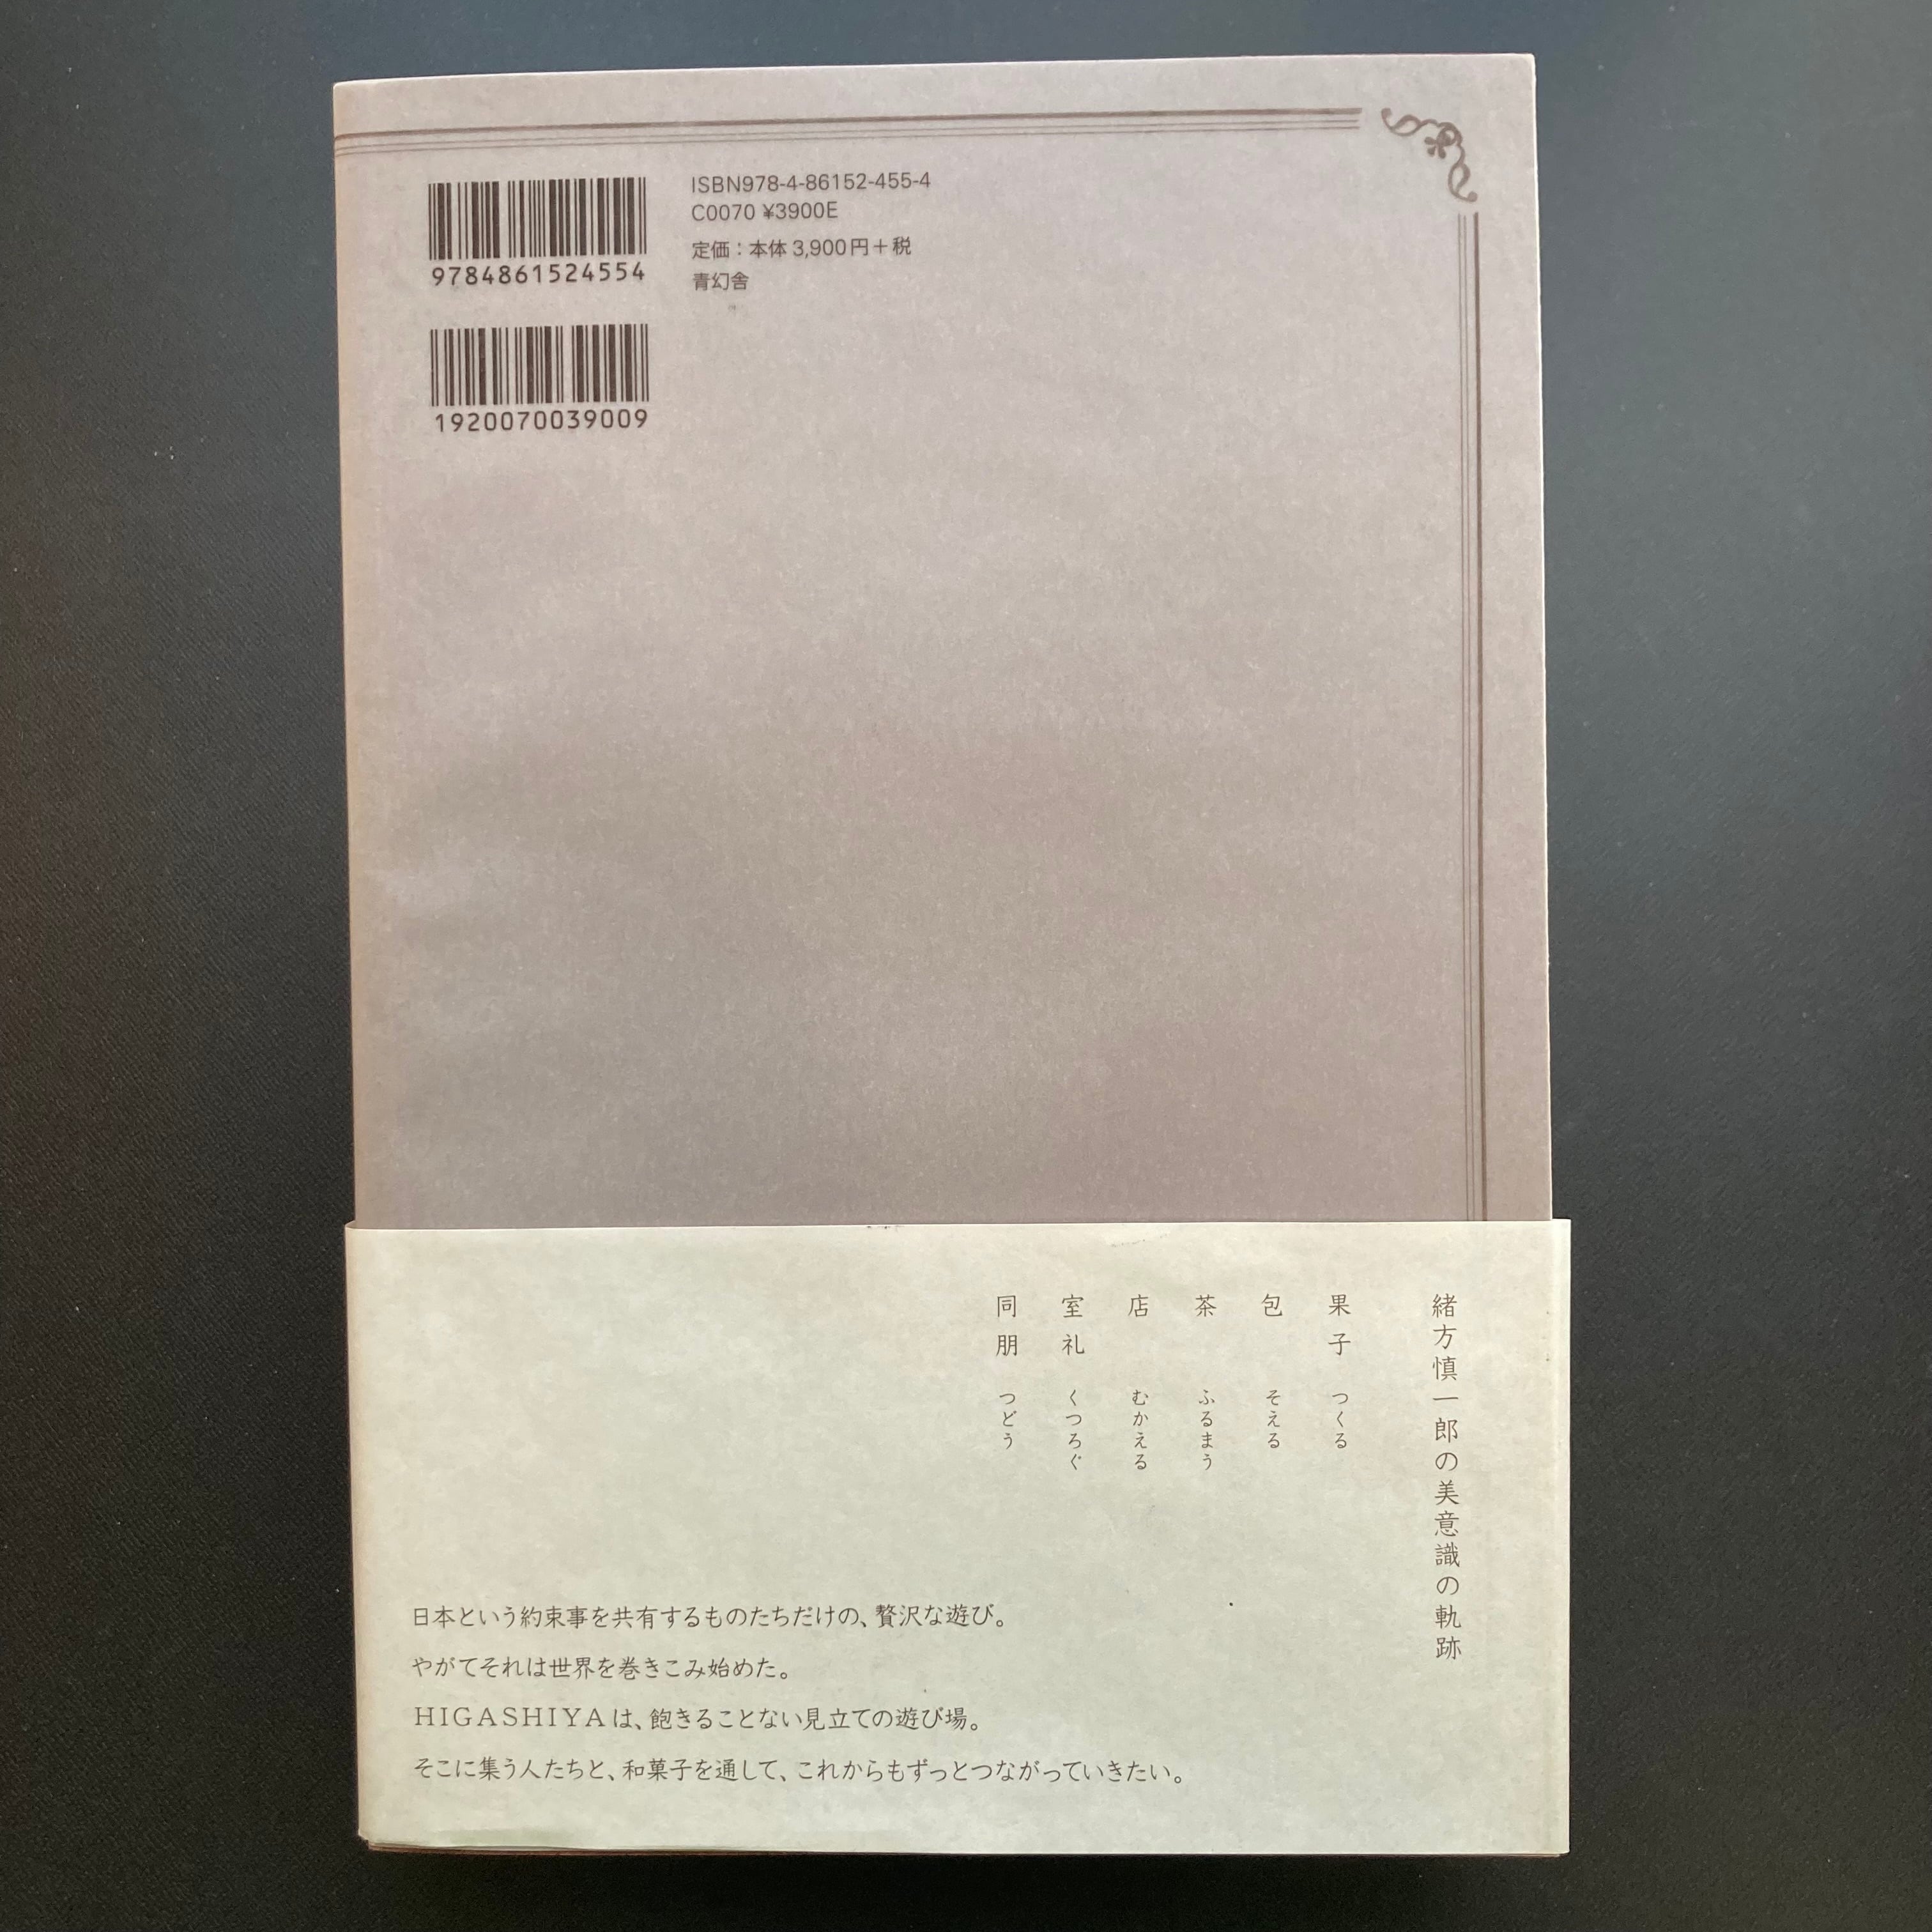 9784861524554
1920070039009
ISBN978-4-86152-455-4
C0070 ¥3900E
定価：本体 3,900円＋税
青幻舎
緒方慎一郎の美意識の軌跡
果子 つくる
包 そえる
茶 ふるまう
店 むかえる
室礼 くつろぐ
同朋 つどう
日本という約束事を共有するものたちだけの、贅沢な遊び。
やがてそれは世界を巻きこみ始めた。
HIGASHIYAは、飽きることない見立ての遊び場。
そこに集う人たちと、和菓子を通して、これからもずっとつながっていきたい。